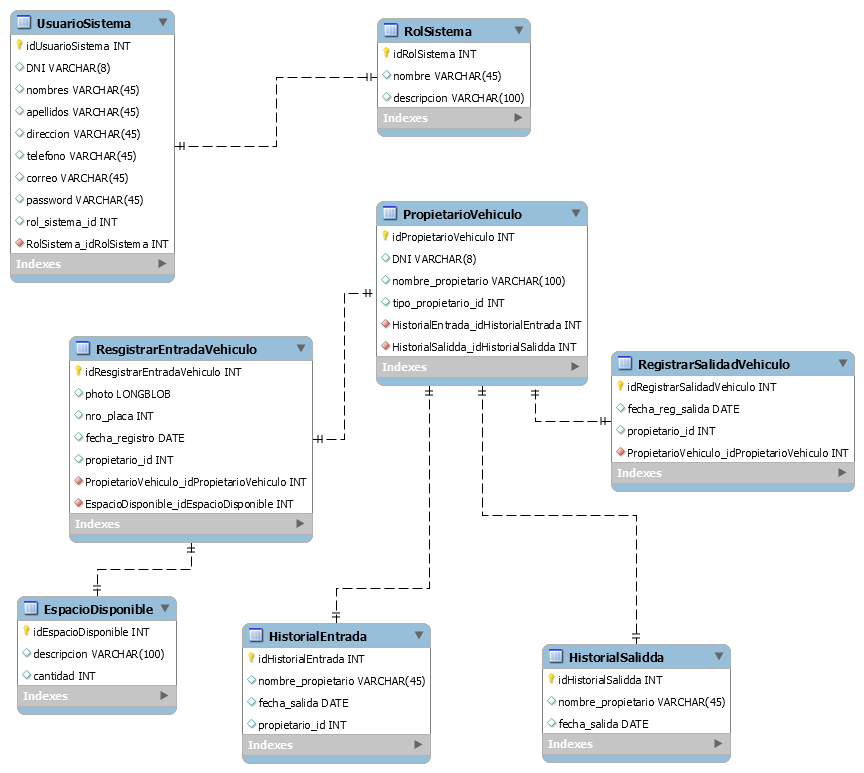 UsuarioSistema
idUsuarioSistema INT
DNI VARCHAR(8)
nombres VARCHAR(45)
apellidos VARCHAR(45)
direccion VARCHAR(45)
telefono VARCHAR(45)
correo VARCHAR(45)
password VARCHAR(45)
rol_sistema_id INT
RolSistema_idRolSistema INT
Indexes
RolSistema
idRolSistema INT
nombre VARCHAR(45)
descripcion VARCHAR(100)
Indexes
PropietarioVehiculo
idPropietarioVehiculo INT
DNI VARCHAR(8)
nombre_propietario VARCHAR(100)
tipo_propietario_id INT
HistorialEntrada_idHistorialEntrada INT
HistorialSalidda_idHistorialSalidda INT
Indexes
ResgistrarEntradaVehiculo
idResgistrarEntradaVehiculo INT
photo LONGBLOB
nro_placa INT
fecha_registro DATE
propietario_id INT
PropietarioVehiculo_idPropietarioVehiculo INT
EspacioDisponible_idEspacioDisponible INT
Indexes
RegistrarSalidadVehiculo
idRegistrarSalidadVehiculo INT
fecha_reg_salida DATE
propietario_id INT
PropietarioVehiculo_idPropietarioVehiculo INT
Indexes
EspacioDisponible
idEspacioDisponible INT
descripcion VARCHAR(100)
cantidad INT
Indexes
HistorialEntrada
idHistorialEntrada INT
nombre_propietario VARCHAR(45)
fecha_salida DATE
propietario_id INT
Indexes
HistorialSalidda
idHistorialSalidda INT
nombre_propietario VARCHAR(45)
fecha_salida DATE
Indexes